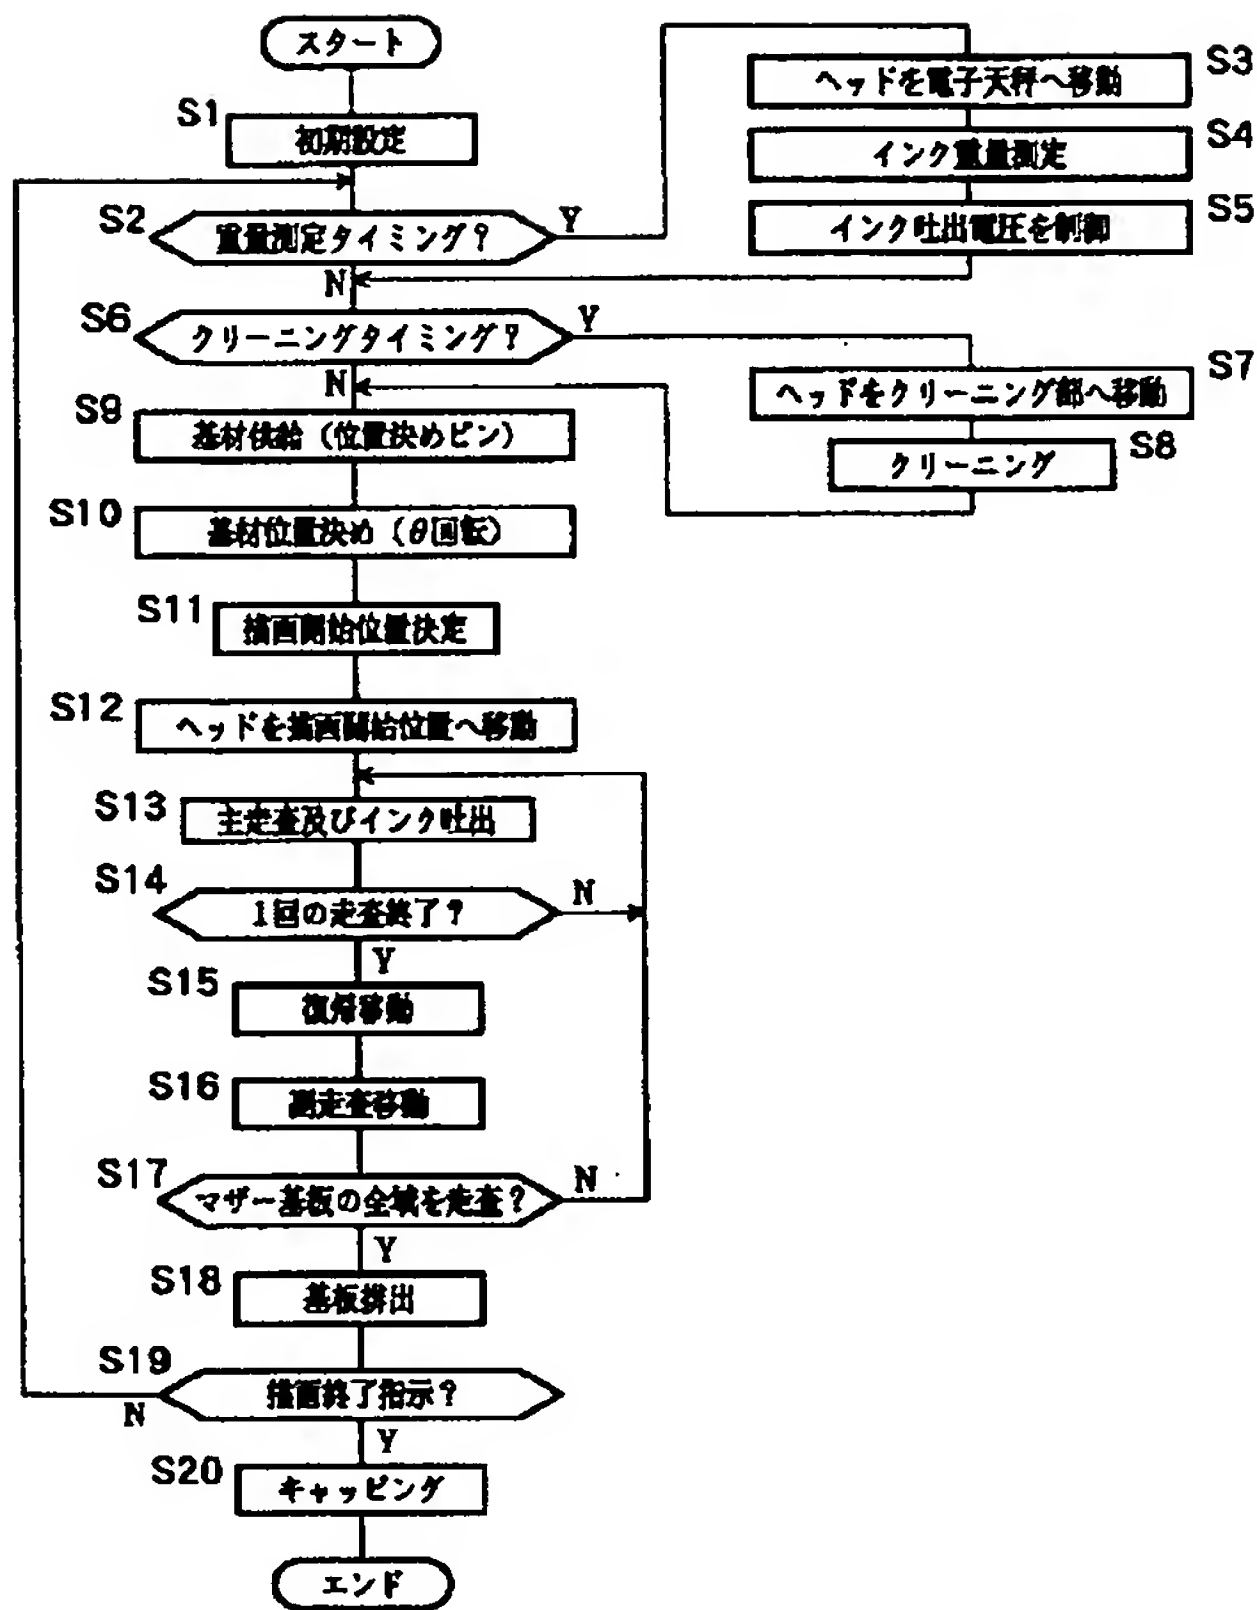 スタート
S1
初期設定
S2
重量測定タイミング?
Y
N
S3
ヘッドを電子天秤へ移動
S4
インク重量測定
S5
インク吐出電圧を制御
S6
クリーニングタイミング?
Y
N
S7
ヘッドをクリーニング部へ移動
S8
クリーニング
S9
基材供給(位置決めピン)
S10
基材位置決め(θ回転)
S11
描画開始位置決定
S12
ヘッドを描画開始位置へ移動
S13
主走査及びインク吐出
S14
1回の走査終了?
N
Y
S15
復帰移動
S16
副走査移動
S17
マザー基板の全域を走査?
N
Y
S18
基板排出
S19
描画終了指示?
N
Y
S20
キャッピング
エンド